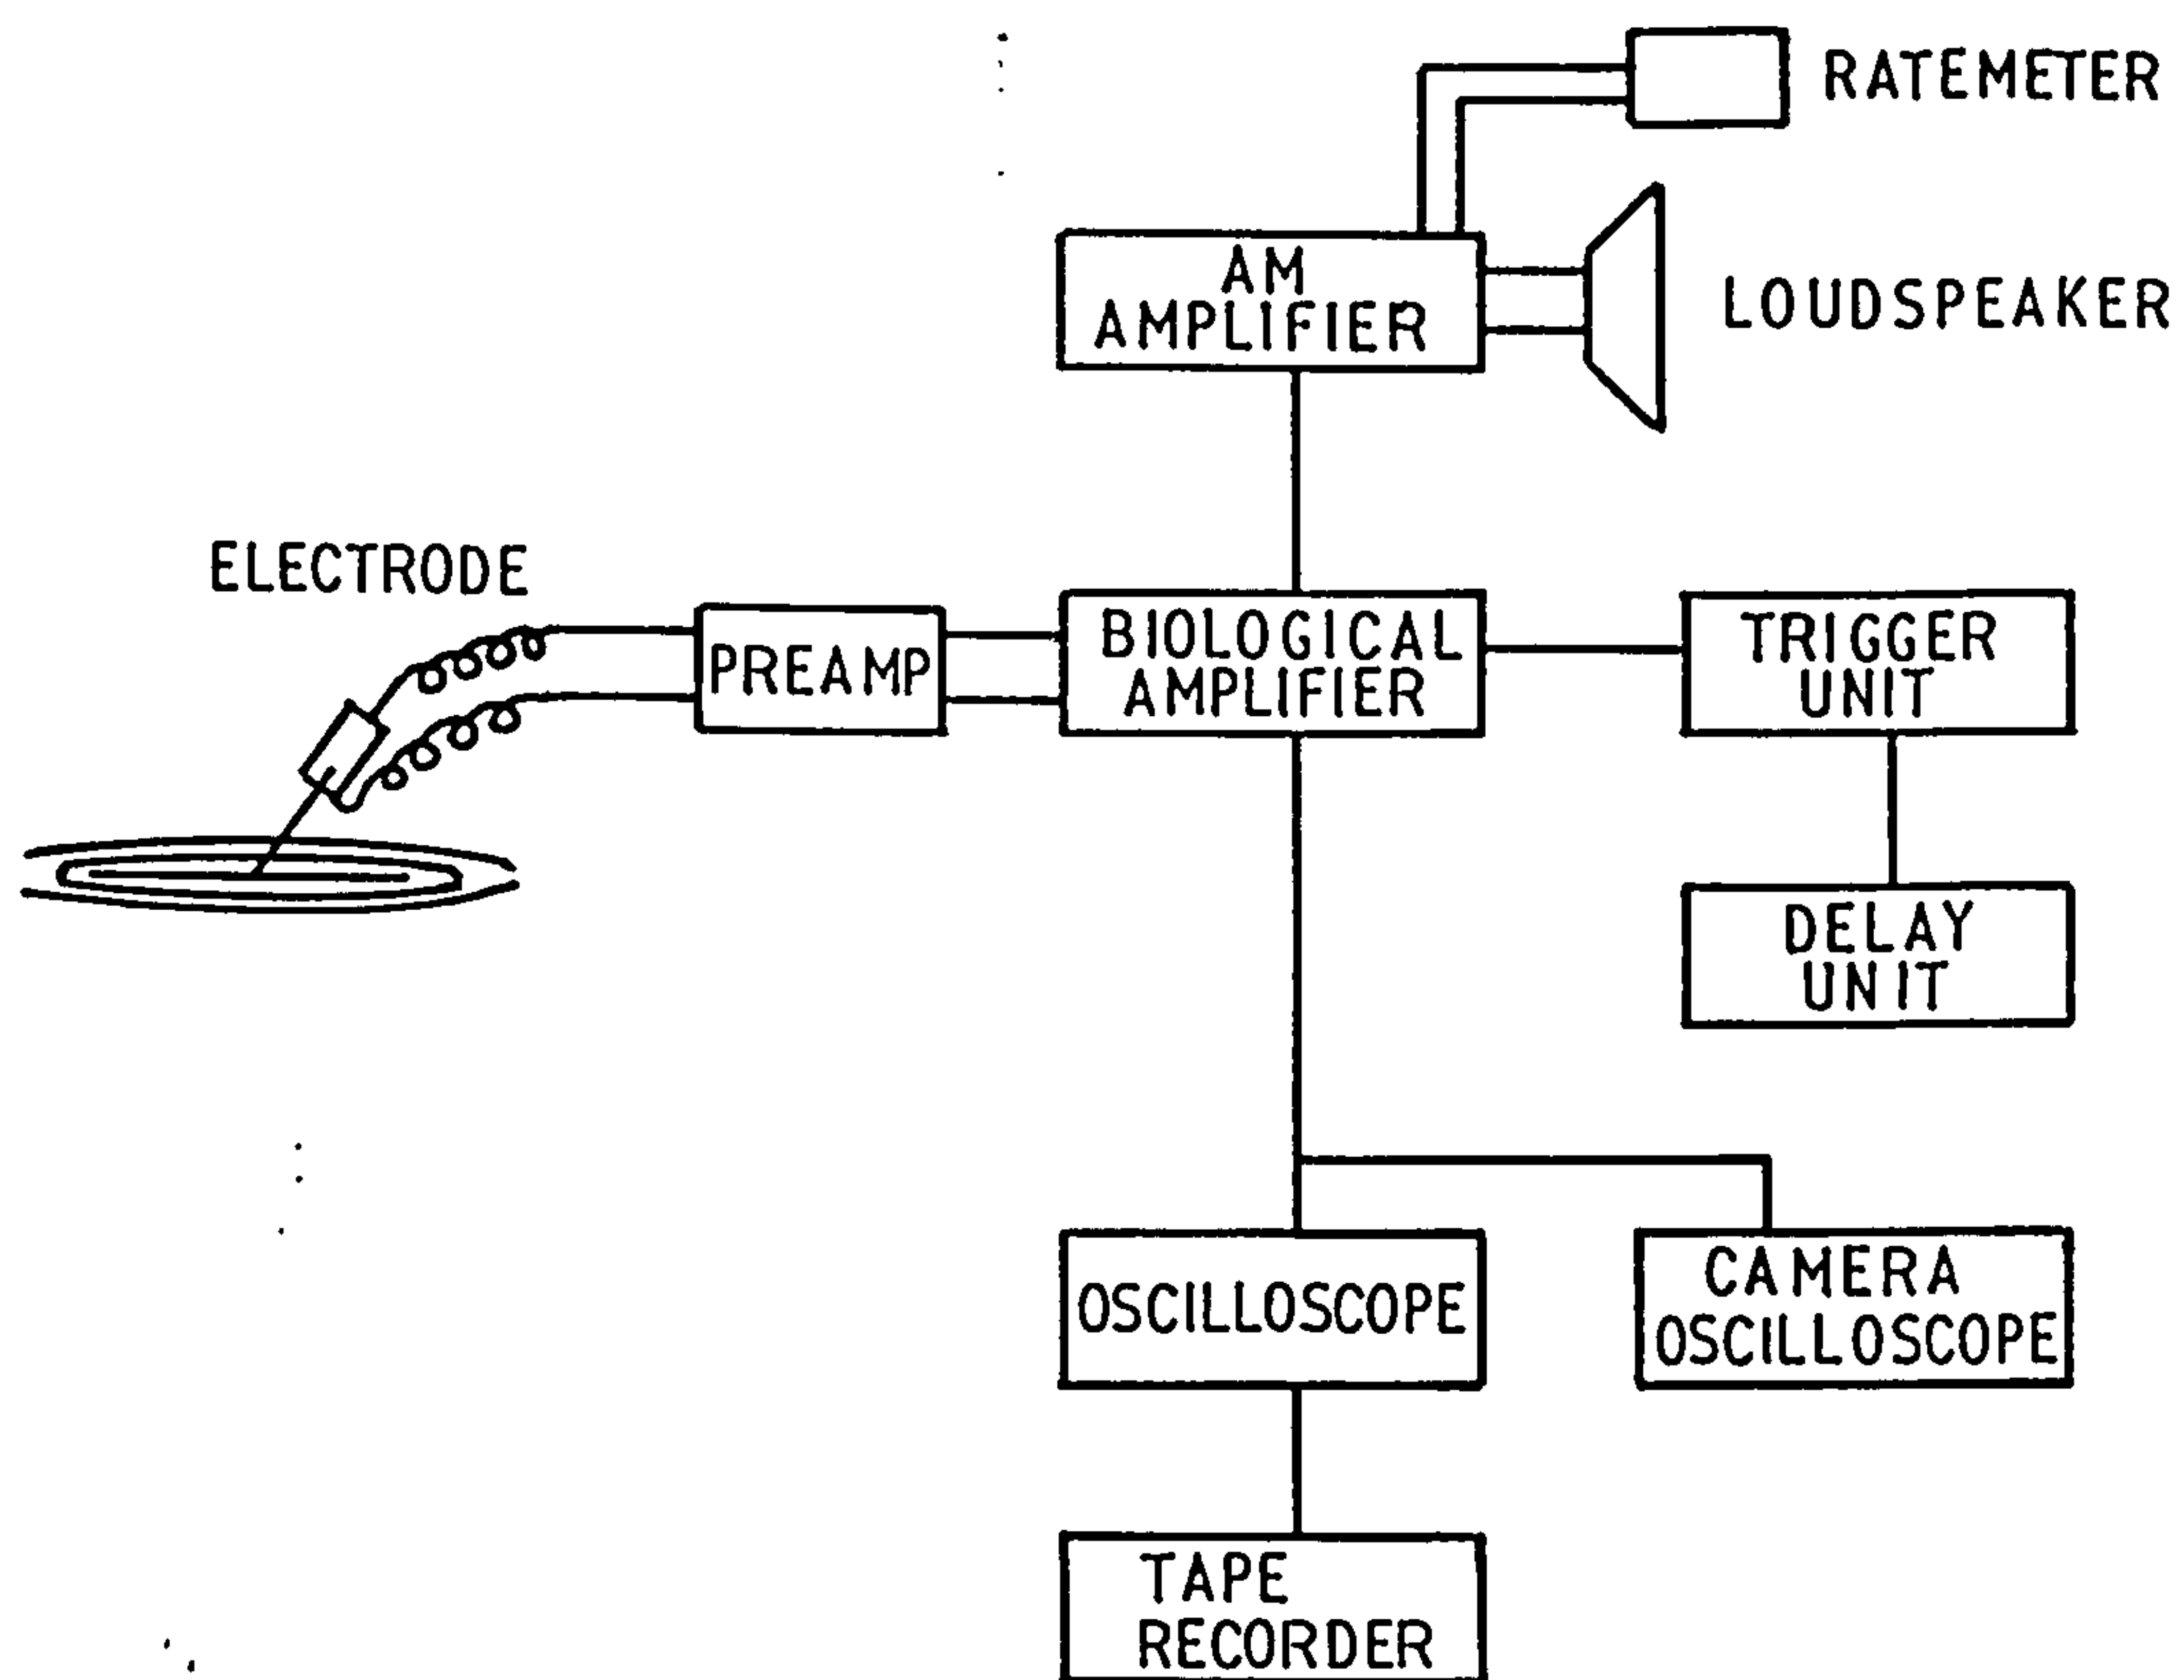 RATEMETER
AM
AMPLIFIER
LOUDSPEAKER
ELECTRODE
PREAMP
BIOLOGICAL
AMPLIFIER
TRIGGER
UNIT
DELAY
UNIT
OSCILLOSCOPE
CAMERA
OSCILLOSCOPE
TAPE
RECORDER